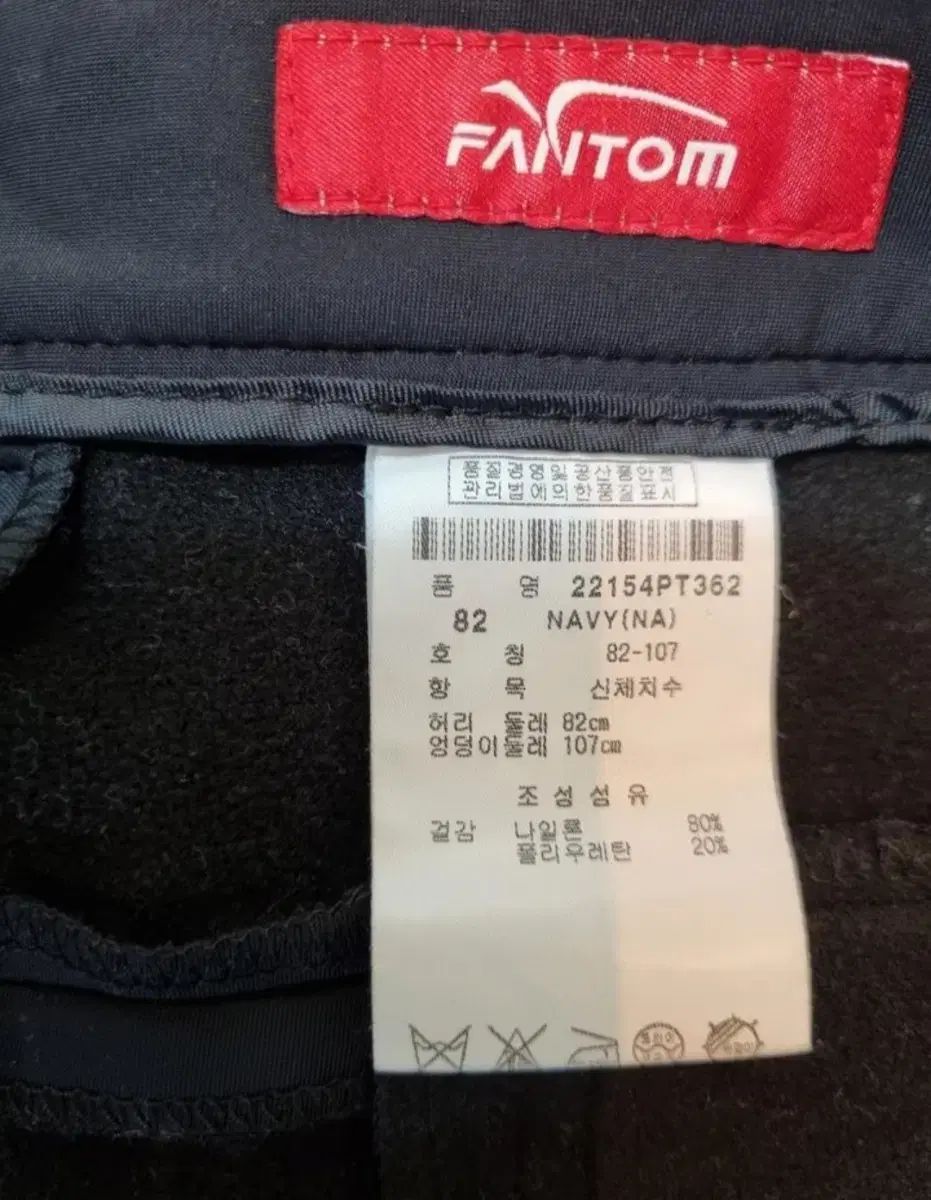 FANTOM
품질경영및공산품안전
관리법에의한품질표시
품 명 22154PT362
82 NAVY(NA)
호 칭 82-107
항 목 신체치수
허리 둘레 82cm
엉덩이둘레 107cm
조성섬유
겉감 나일론 80%
폴리우레탄 20%